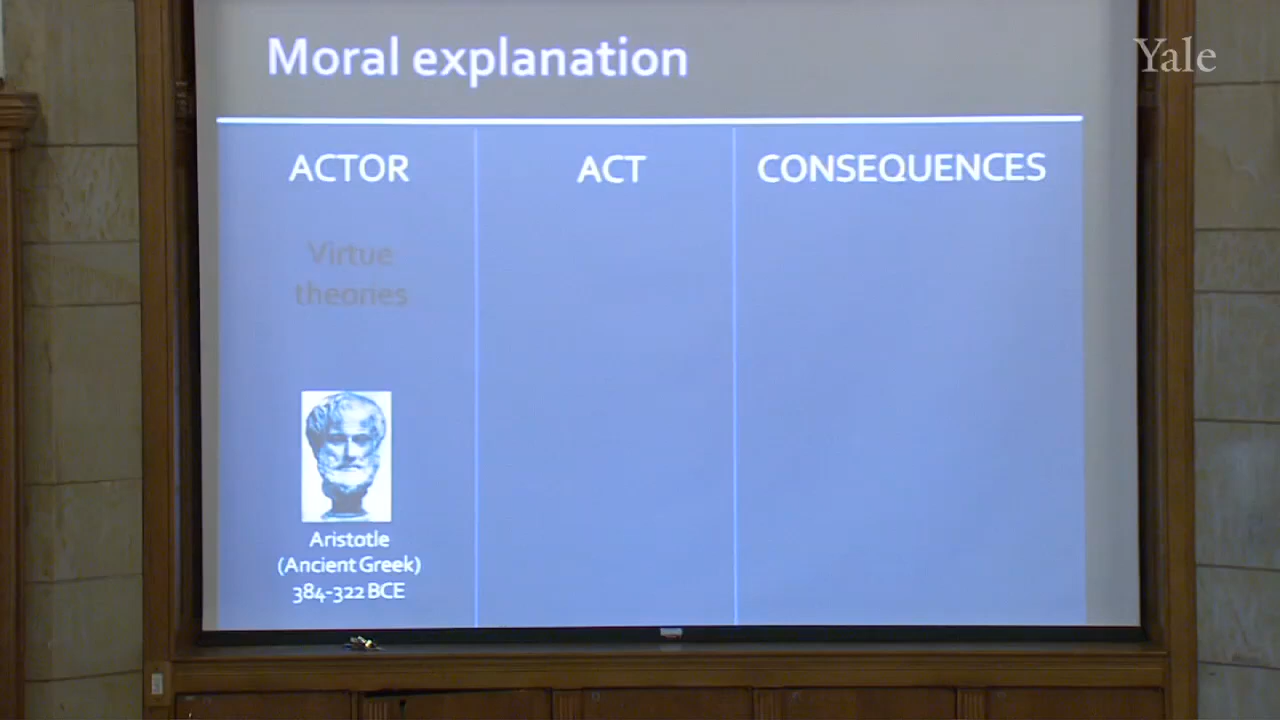 Moral explanation
Yale
ACTOR
ACT
CONSEQUENCES
Virtue
theories
Aristotle
(Ancient Greek)
384-322 BCE